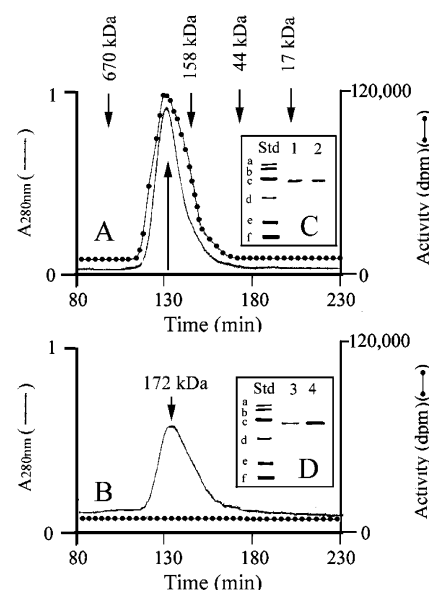 670 kDa
158 kDa
44 kDa
17 kDa
1
120,000
A280nm
Std 1 2
a
b
c
d
e
f
A
C
Activity (dpm)
0
0
80 130 180 230
Time (min)
1
120,000
172 kDa
A280nm
Std 3 4
a
b
c
d
e
f
B
D
Activity (dpm)
0
0
80 130 180 230
Time (min)